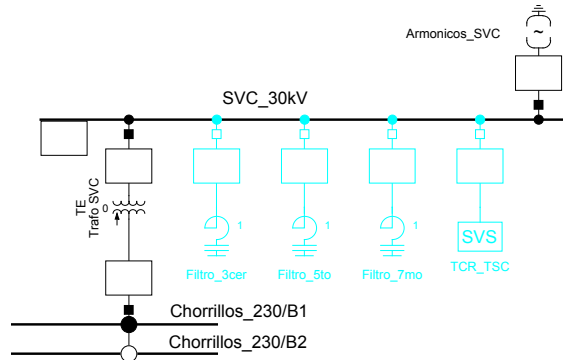 Armonicos_SVC
~
SVC_30kV
TE
Trafo SVC
0
1
1
1
SVS
Filtro_3cer
Filtro_5to
Filtro_7mo
TCR_TSC
Chorrillos_230/B1
Chorrillos_230/B2